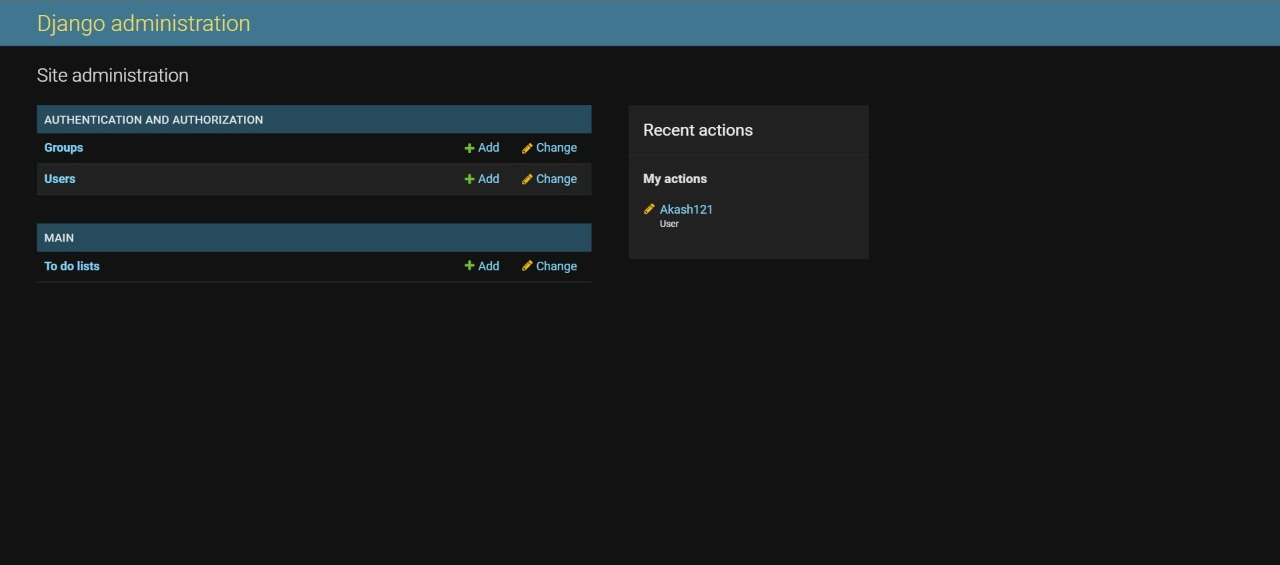 Django administration
Site administration
AUTHENTICATION AND AUTHORIZATION
Groups Add Change
Users Add Change
MAIN
To do lists Add Change
Recent actions
My actions
Akash121
User